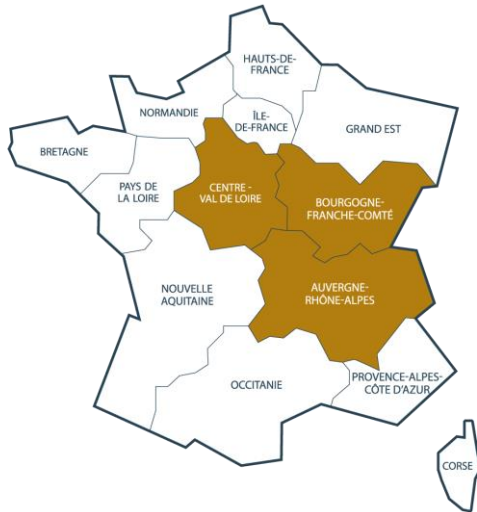 HAUTS-DE-
FRANCE
NORMANDIE
ÎLE-
DE-FRANCE
GRAND EST
BRETAGNE
PAYS DE
LA LOIRE
CENTRE -
VAL DE LOIRE
BOURGOGNE-
FRANCHE-COMTÉ
NOUVELLE
AQUITAINE
AUVERGNE-
RHÔNE-ALPES
OCCITANIE
PROVENCE-ALPES-
CÔTE D'AZUR
CORSE